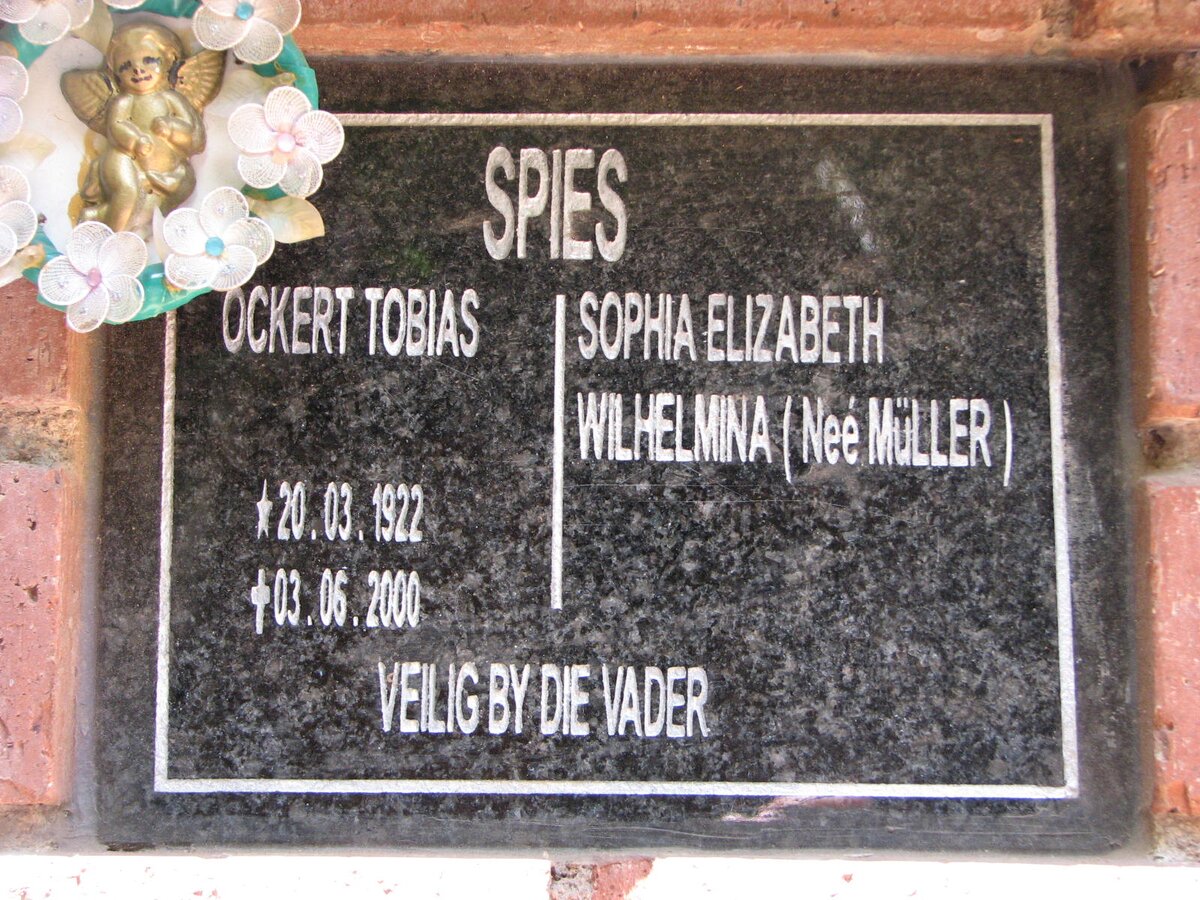 SPIES
OCKERT TOBIAS
★20.03.1922
✝03.06.2000
SOPHIA ELIZABETH
WILHELMINA (Neé MüLLER)
VEILIG BY DIE VADER